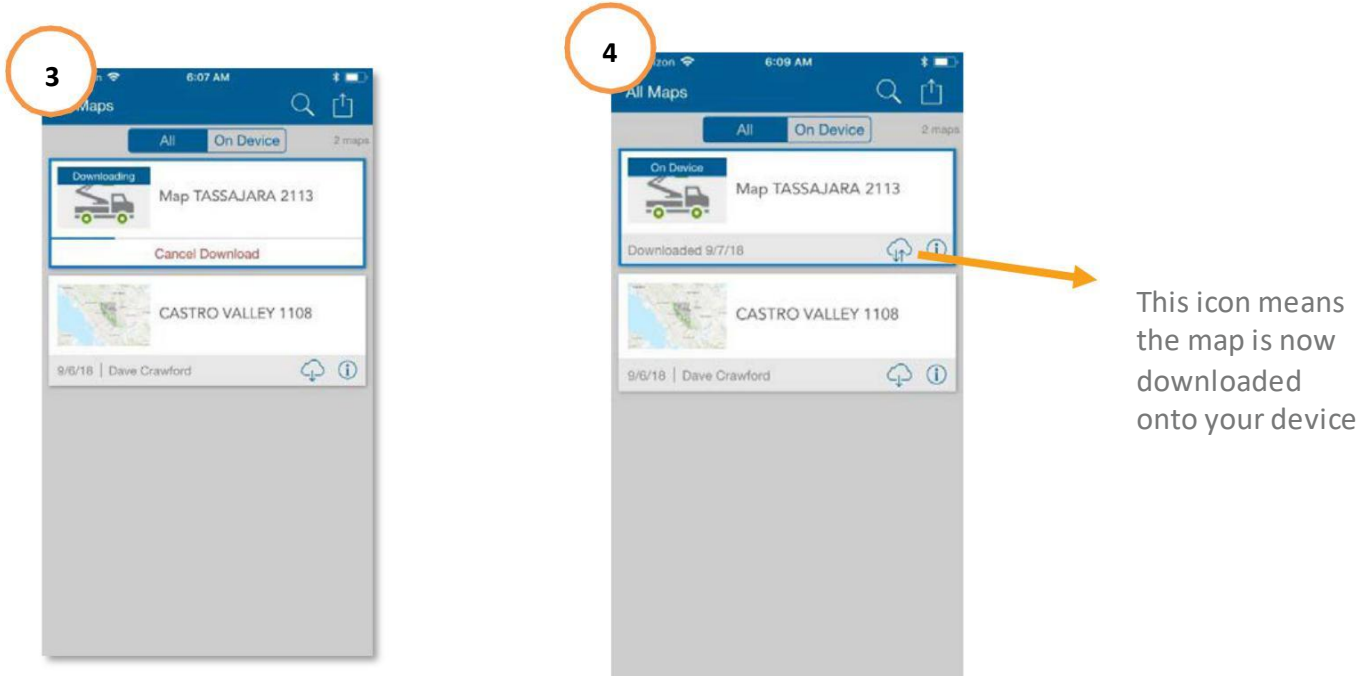 3
6:07 AM
Maps
All On Device 2 maps
Downloading
Map TASSAJARA 2113
Cancel Download
CASTRO VALLEY 1108
9/6/18 | Dave Crawford
4
zon 6:09 AM
All Maps
All On Device 2 maps
On Device
Map TASSAJARA 2113
Downloaded 9/7/18
CASTRO VALLEY 1108
9/6/18 | Dave Crawford
This icon means
the map is now
downloaded
onto your device